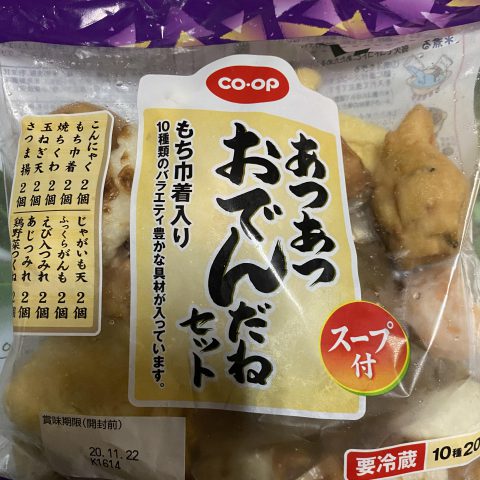 CO-OP
あつあつ
おでんだね
セット
もち巾着入り
10種類のバラエティ豊かな具材が入っています。
スープ付
こんにゃく 2個
もち巾着 2個
焼ちくわ 2個
玉ねぎ天 2個
さつま揚 2個
じゃがいも天 2個
ふっくらがんも 2個
えび入つみれ 2個
あじつみれ 2個
鶏野菜つくね 2個
賞味期限(開封前)
20.11.22
K1614
要冷蔵
10種20